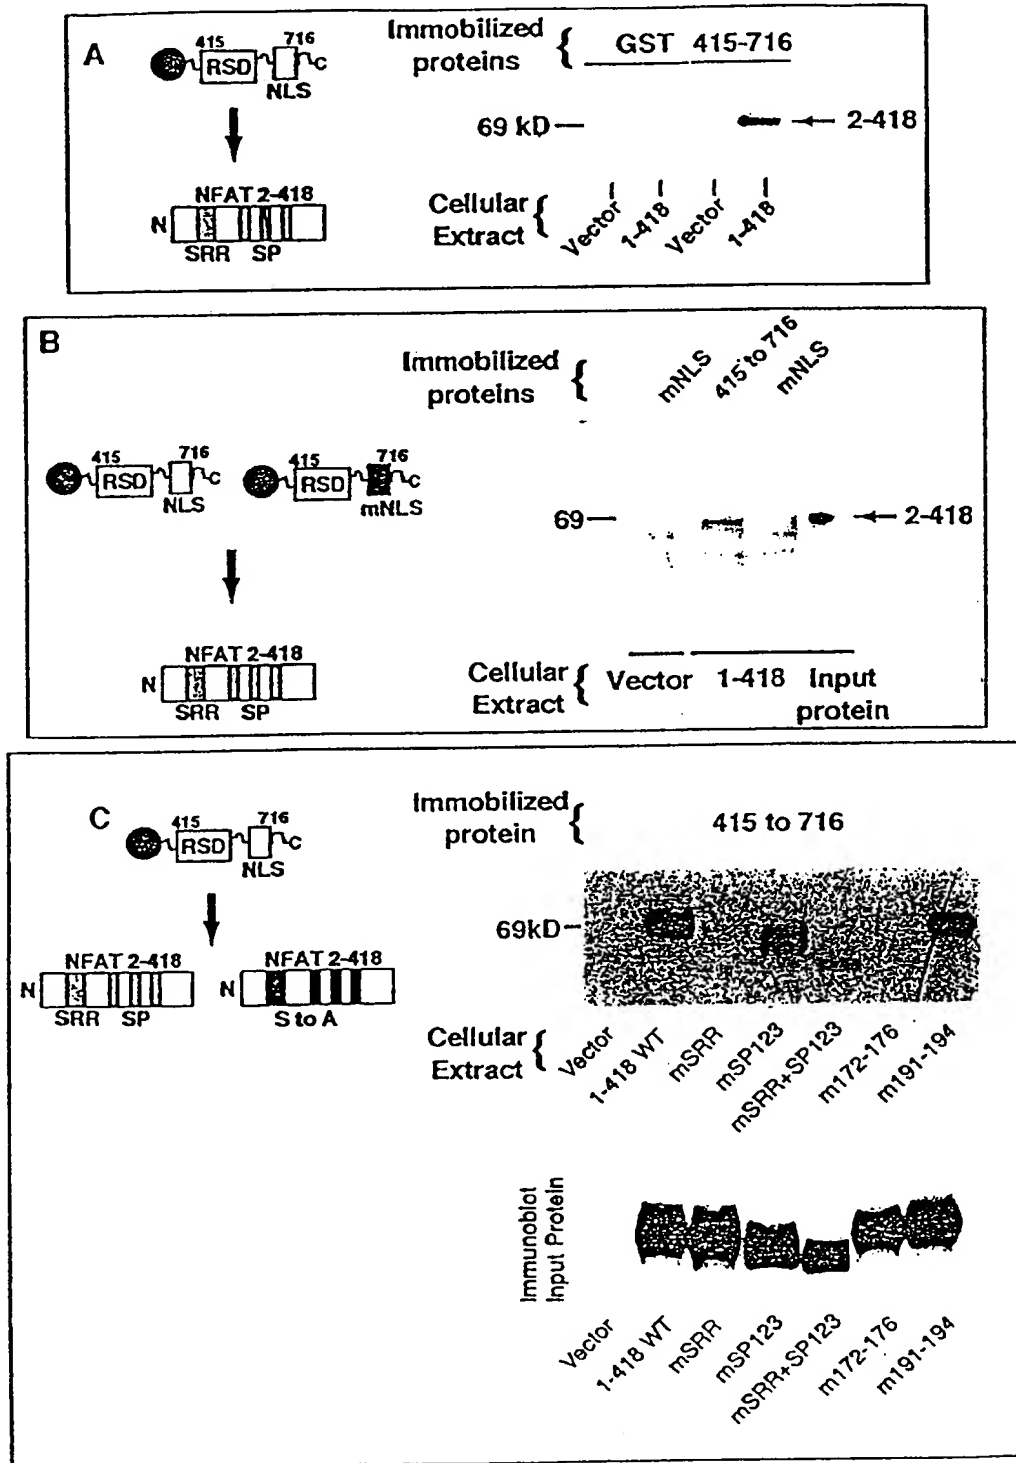 A
415
716
RSD
C
NLS
NFAT 2-418
N
SRR SP
Immobilized proteins { GST 415-716
69 kD
2-418
Cellular Extract {
Vector
1-418
Vector
1-418
B
Immobilized proteins {
mNLS
415 to 716
mNLS
415
716
RSD
C
NLS
415
716
RSD
C
mNLS
69
2-418
NFAT 2-418
N
SRR SP
Cellular Extract { Vector 1-418 Input protein
C
Immobilized protein { 415 to 716
415
716
RSD
C
NLS
69kD
NFAT 2-418
N
SRR SP
NFAT 2-418
N
S to A
Cellular Extract {
Vector
1-418 WT
mSRR
mSP123
mSRR+SP123
m172-176
m191-194
Immunoblot
Input Protein
Vector
1-418 WT
mSRR
mSP123
mSRR+SP123
m172-176
m191-194